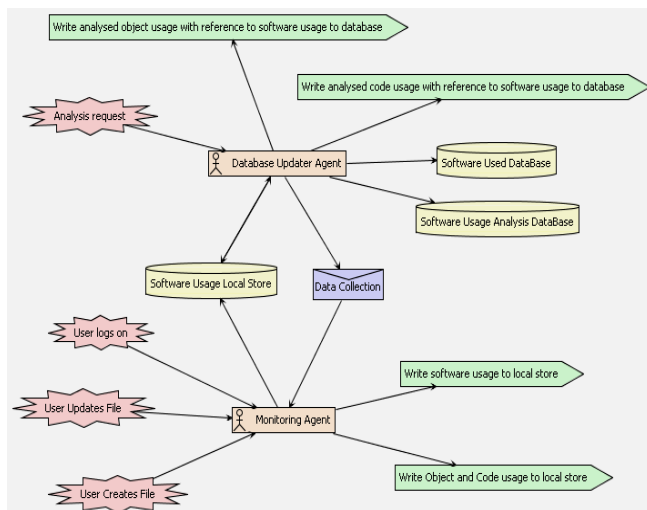 Write analysed object usage with reference to software usage to database
Write analysed code usage with reference to software usage to database
Analysis request
Database Updater Agent
Software Used DataBase
Software Usage Analysis DataBase
Software Usage Local Store
Data Collection
User logs on
Write software usage to local store
User Updates File
Monitoring Agent
Write Object and Code usage to local store
User Creates File